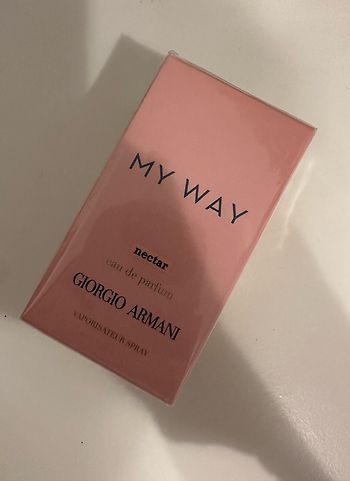 MY WAY
nectar
eau de parfum
GIORGIO ARMANI
VAPORISATEUR SPRAY